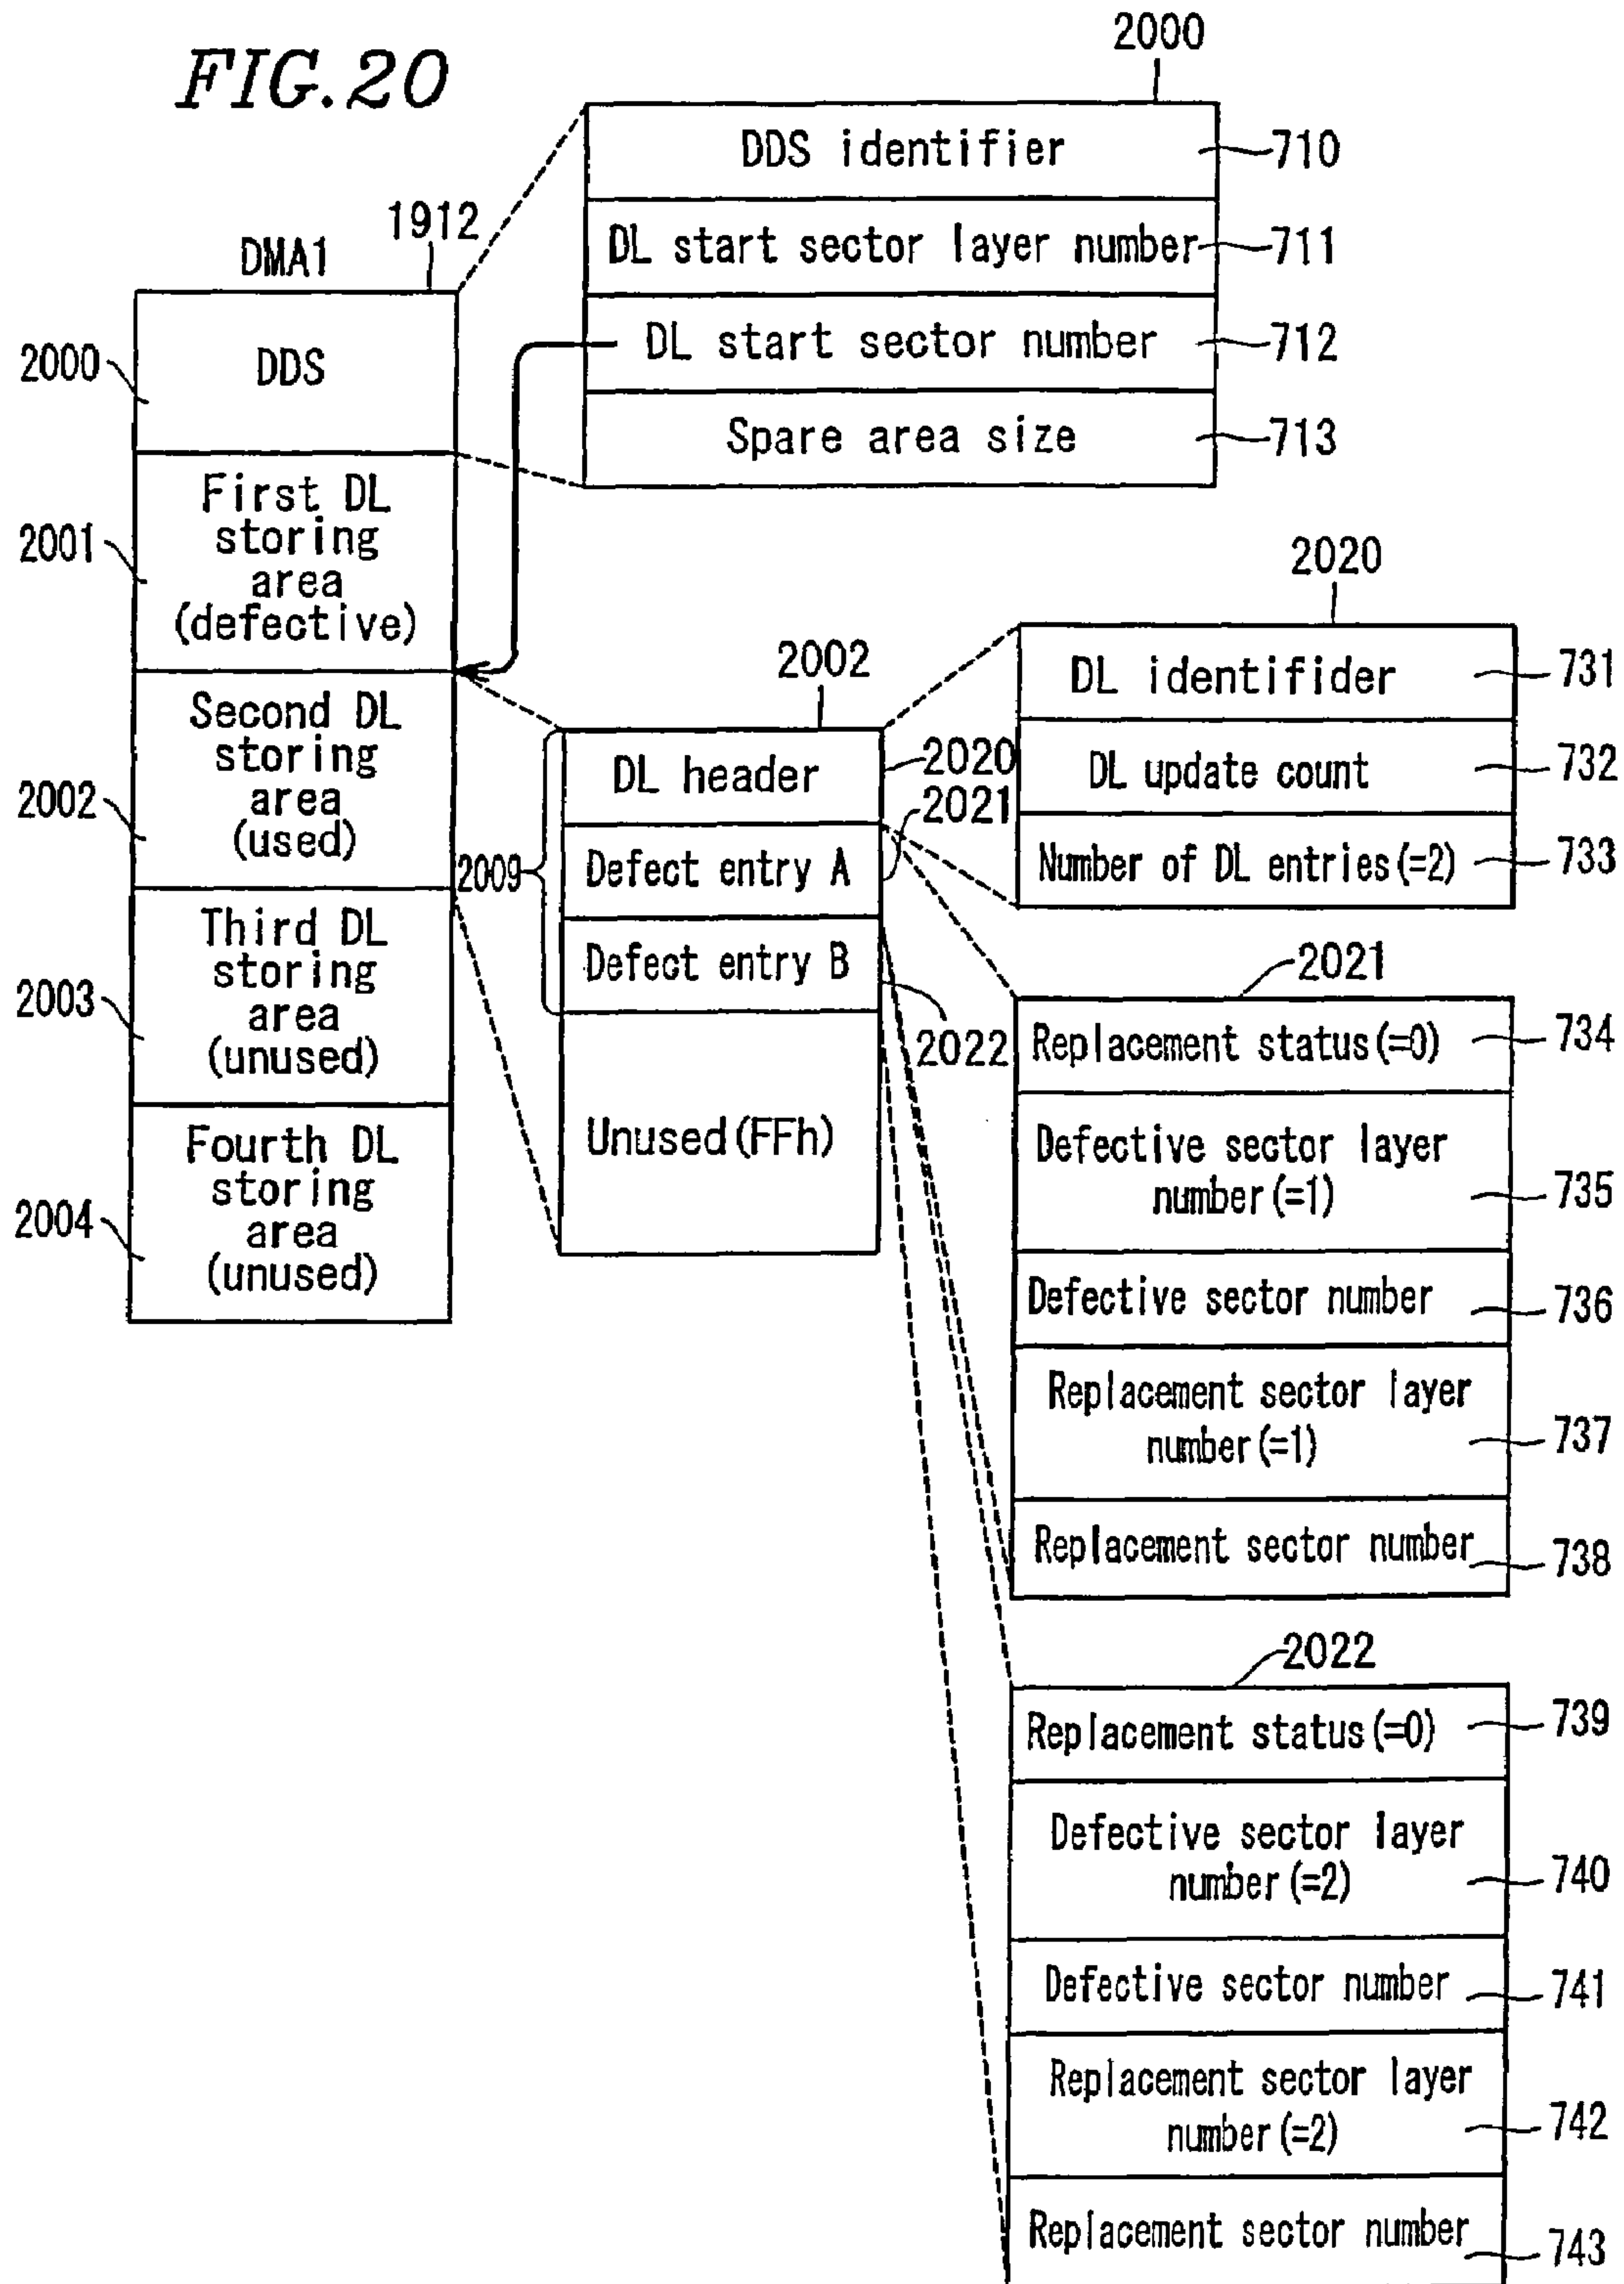 FIG.20
2000
DDS identifier
710
DL start sector layer number
711
DL start sector number
712
Spare area size
713
DMA1
1912
2000
DDS
2001
First DL
storing
area
(defective)
2002
Second DL
storing
area
(used)
2003
Third DL
storing
area
(unused)
2004
Fourth DL
storing
area
(unused)
2002
2009
DL header
2020
Defect entry A
2021
Defect entry B
2022
Unused(FFh)
2020
DL identifider
731
DL update count
732
Number of DL entries(=2)
733
2021
Replacement status(=0)
734
Defective sector layer
number(=1)
735
Defective sector number
736
Replacement sector layer
number(=1)
737
Replacement sector number
738
2022
Replacement status(=0)
739
Defective sector layer
number(=2)
740
Defective sector number
741
Replacement sector layer
number(=2)
742
Replacement sector number
743